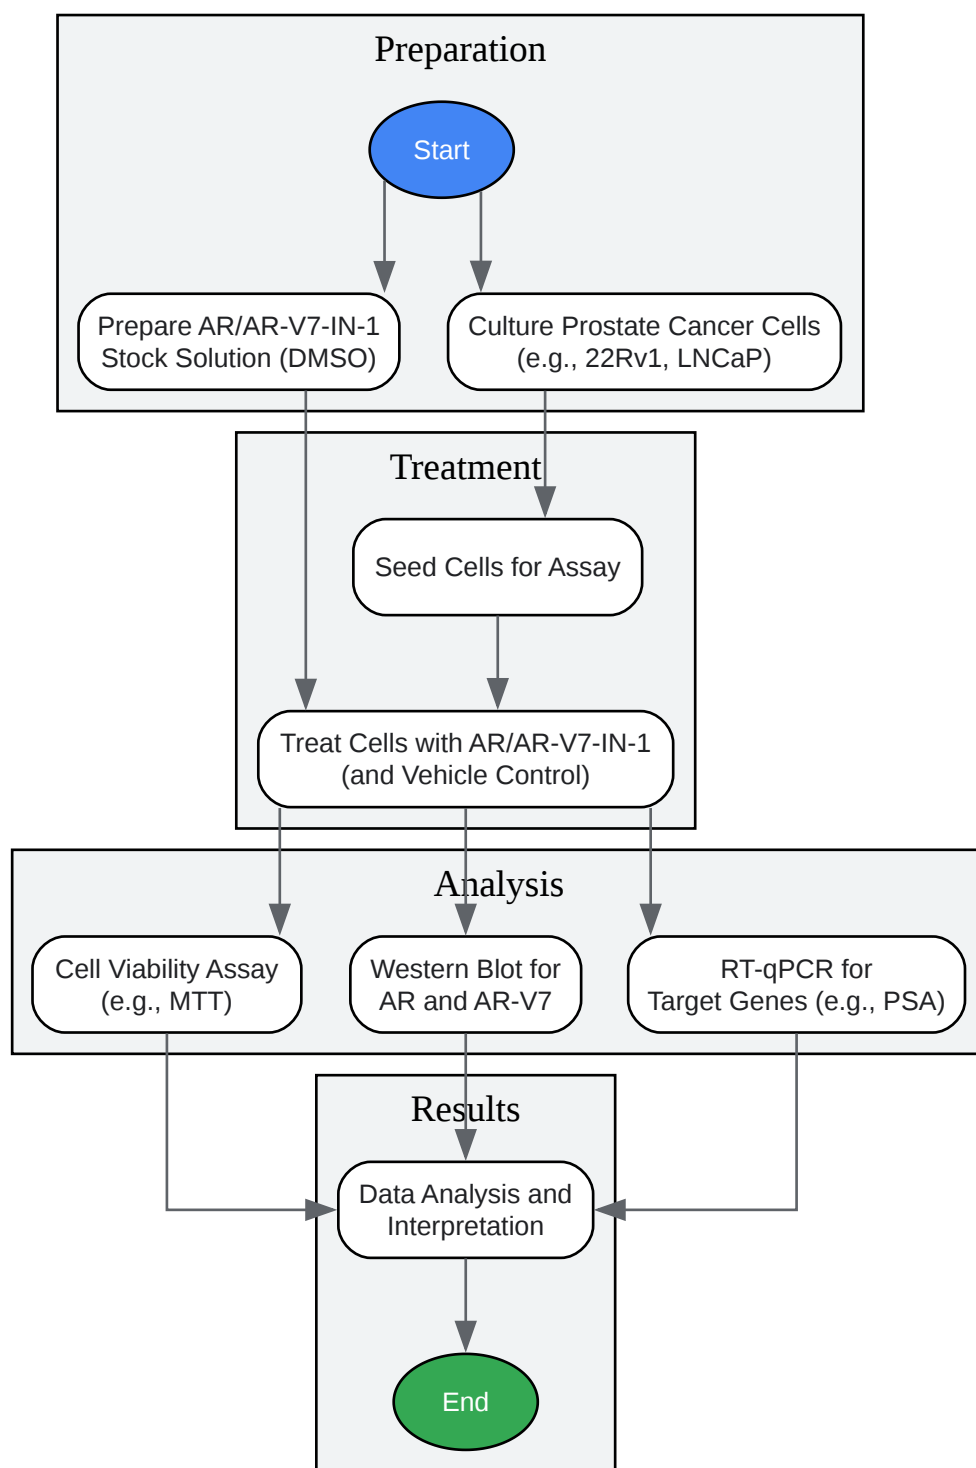 Preparation
Start
Prepare AR/AR-V7-IN-1
Stock Solution (DMSO)
Culture Prostate Cancer Cells
(e.g., 22Rv1, LNCaP)
Treatment
Seed Cells for Assay
Treat Cells with AR/AR-V7-IN-1
(and Vehicle Control)
Analysis
Cell Viability Assay
(e.g., MTT)
Western Blot for
AR and AR-V7
RT-qPCR for
Target Genes (e.g., PSA)
Results
Data Analysis and
Interpretation
End